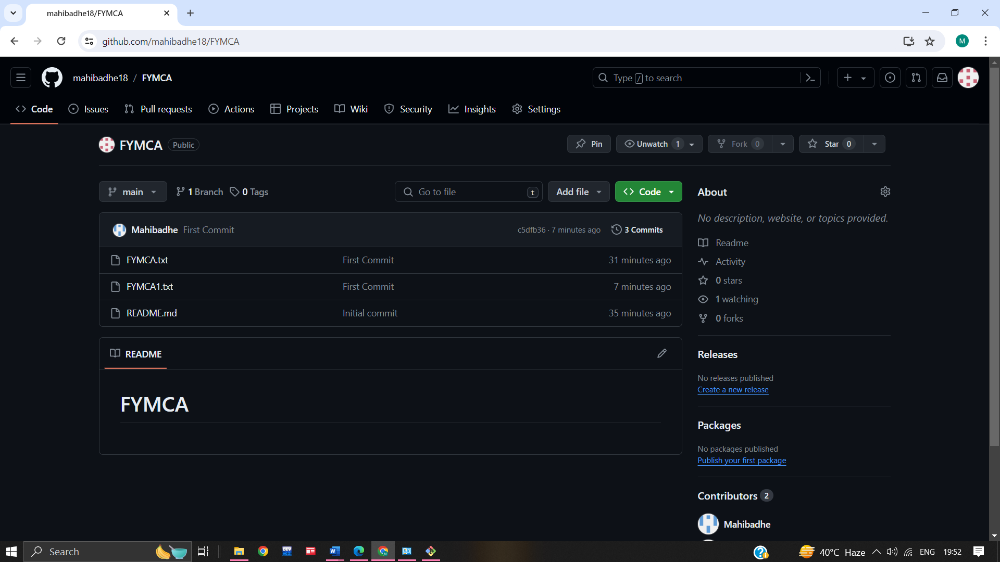 mahibadhe18/FYMCA
github.com/mahibadhe18/FYMCA
M
mahibadhe18 / FYMCA
Type / to search
Code Issues Pull requests Actions Projects Wiki Security Insights Settings
FYMCA Public
Pin Unwatch 1 Fork 0 Star 0
main 1 Branch 0 Tags
Go to file t Add file Code
Mahibadhe First Commit c5dfb36 · 7 minutes ago 3 Commits
FYMCA.txt First Commit 31 minutes ago
FYMCA1.txt First Commit 7 minutes ago
README.md Initial commit 35 minutes ago
README
FYMCA
About
No description, website, or topics provided.
Readme
Activity
0 stars
1 watching
0 forks
Releases
No releases published
Create a new release
Packages
No packages published
Publish your first package
Contributors 2
Mahibadhe
Search DEV 40°C Haze ENG 19:52